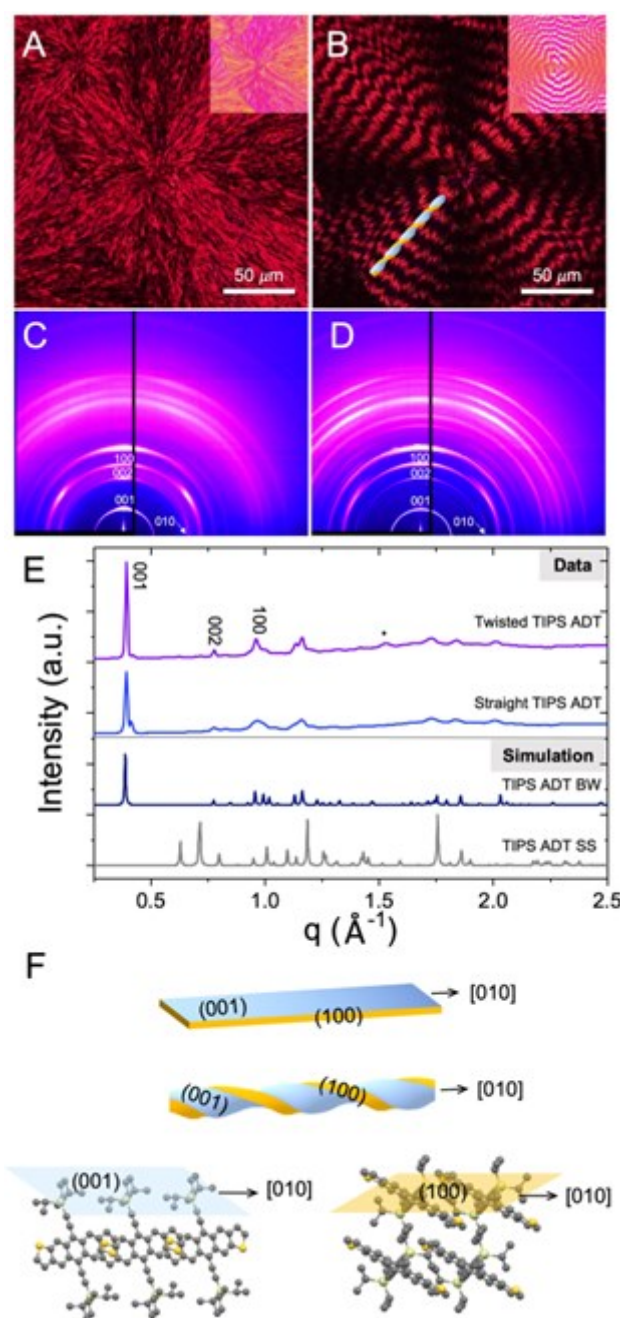 A
B
50 μm
50 μm
C
D
100
002
001
010
100
002
001
010
E
Data
001
002
100
*
Twisted TIPS ADT
Straight TIPS ADT
Simulation
TIPS ADT BW
TIPS ADT SS
Intensity (a.u.)
0.5 1.0 1.5 2.0 2.5
q (Å⁻¹)
F
(001)
(100)
[010]
(001)
(100)
[010]
(001)
[010]
(100)
[010]